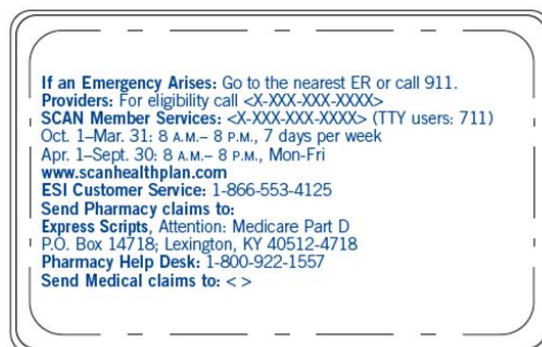 If an Emergency Arises: Go to the nearest ER or call 911.
Providers: For eligibility call <X-XXX-XXX-XXXX>
SCAN Member Services: <X-XXX-XXX-XXXX> (TTY users: 711)
Oct. 1–Mar. 31: 8 A.M.– 8 P.M., 7 days per week
Apr. 1–Sept. 30: 8 A.M.– 8 P.M., Mon-Fri
www.scanhealthplan.com
ESI Customer Service: 1-866-553-4125
Send Pharmacy claims to:
Express Scripts, Attention: Medicare Part D
P.O. Box 14718; Lexington, KY 40512-4718
Pharmacy Help Desk: 1-800-922-1557
Send Medical claims to: < >